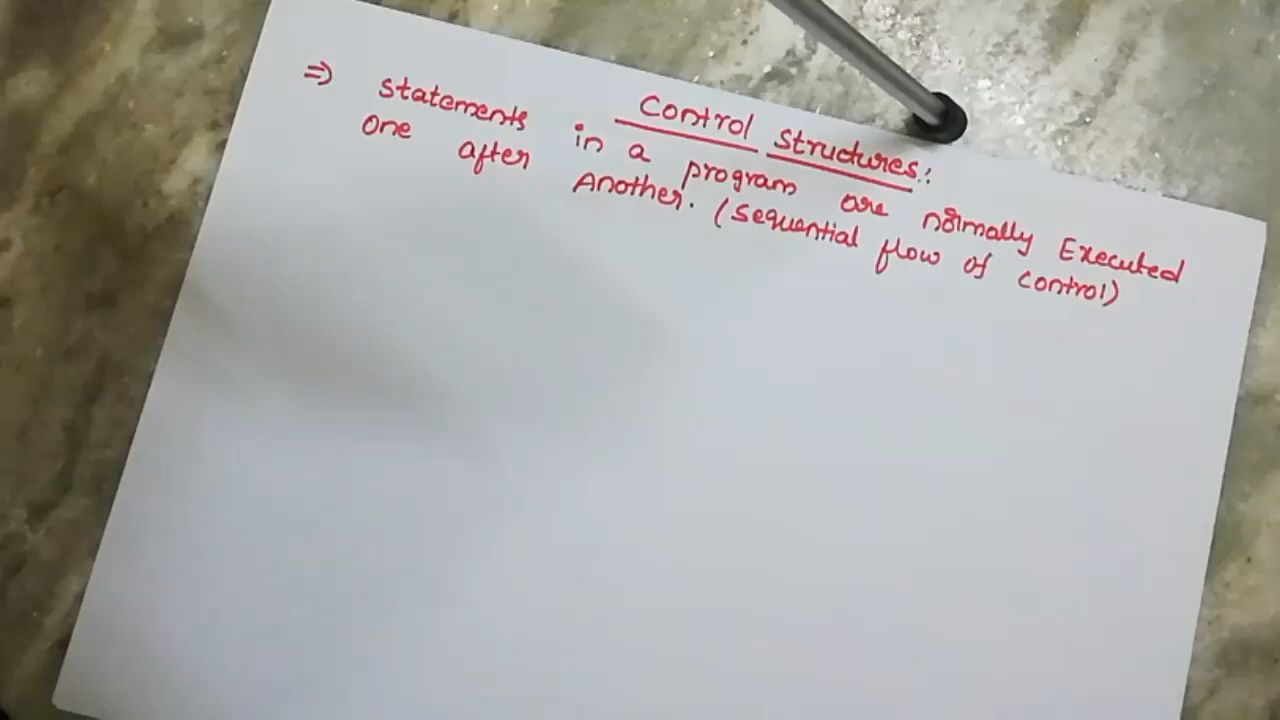 Control Structures:
⇒ statements in a program are normally Executed
one after Another. (sequential flow of control)